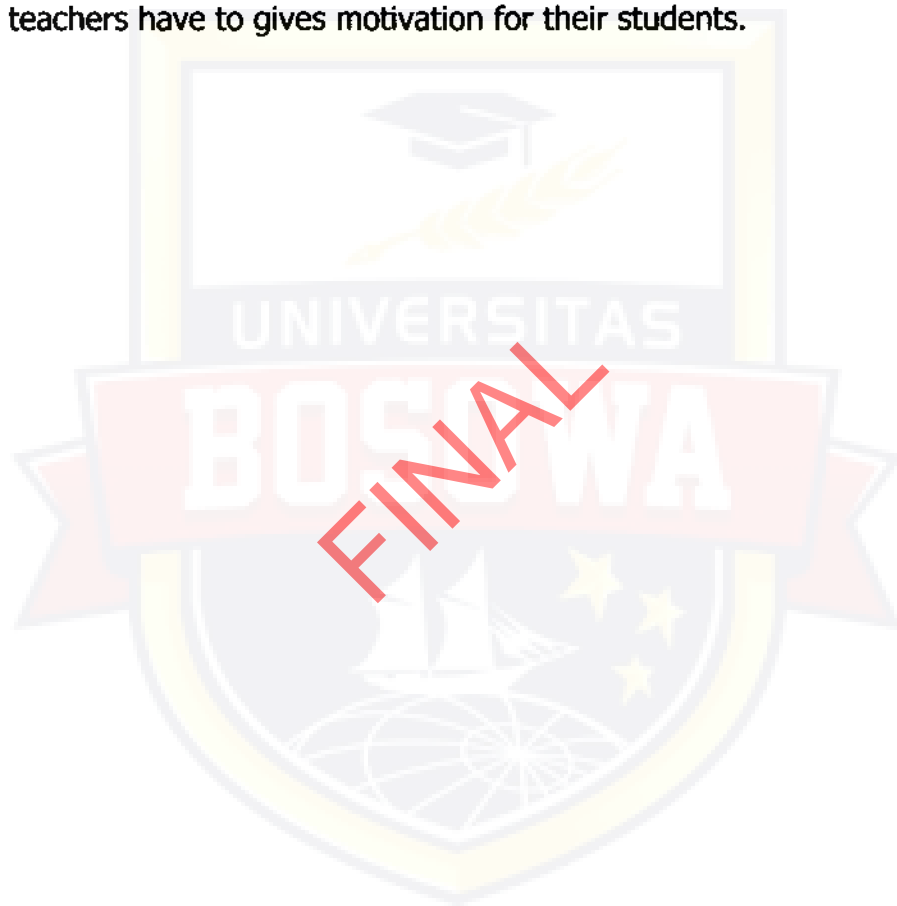 teachers have to gives motivation for their students.
UNIVERSITAS
BOSOWA
FINAL